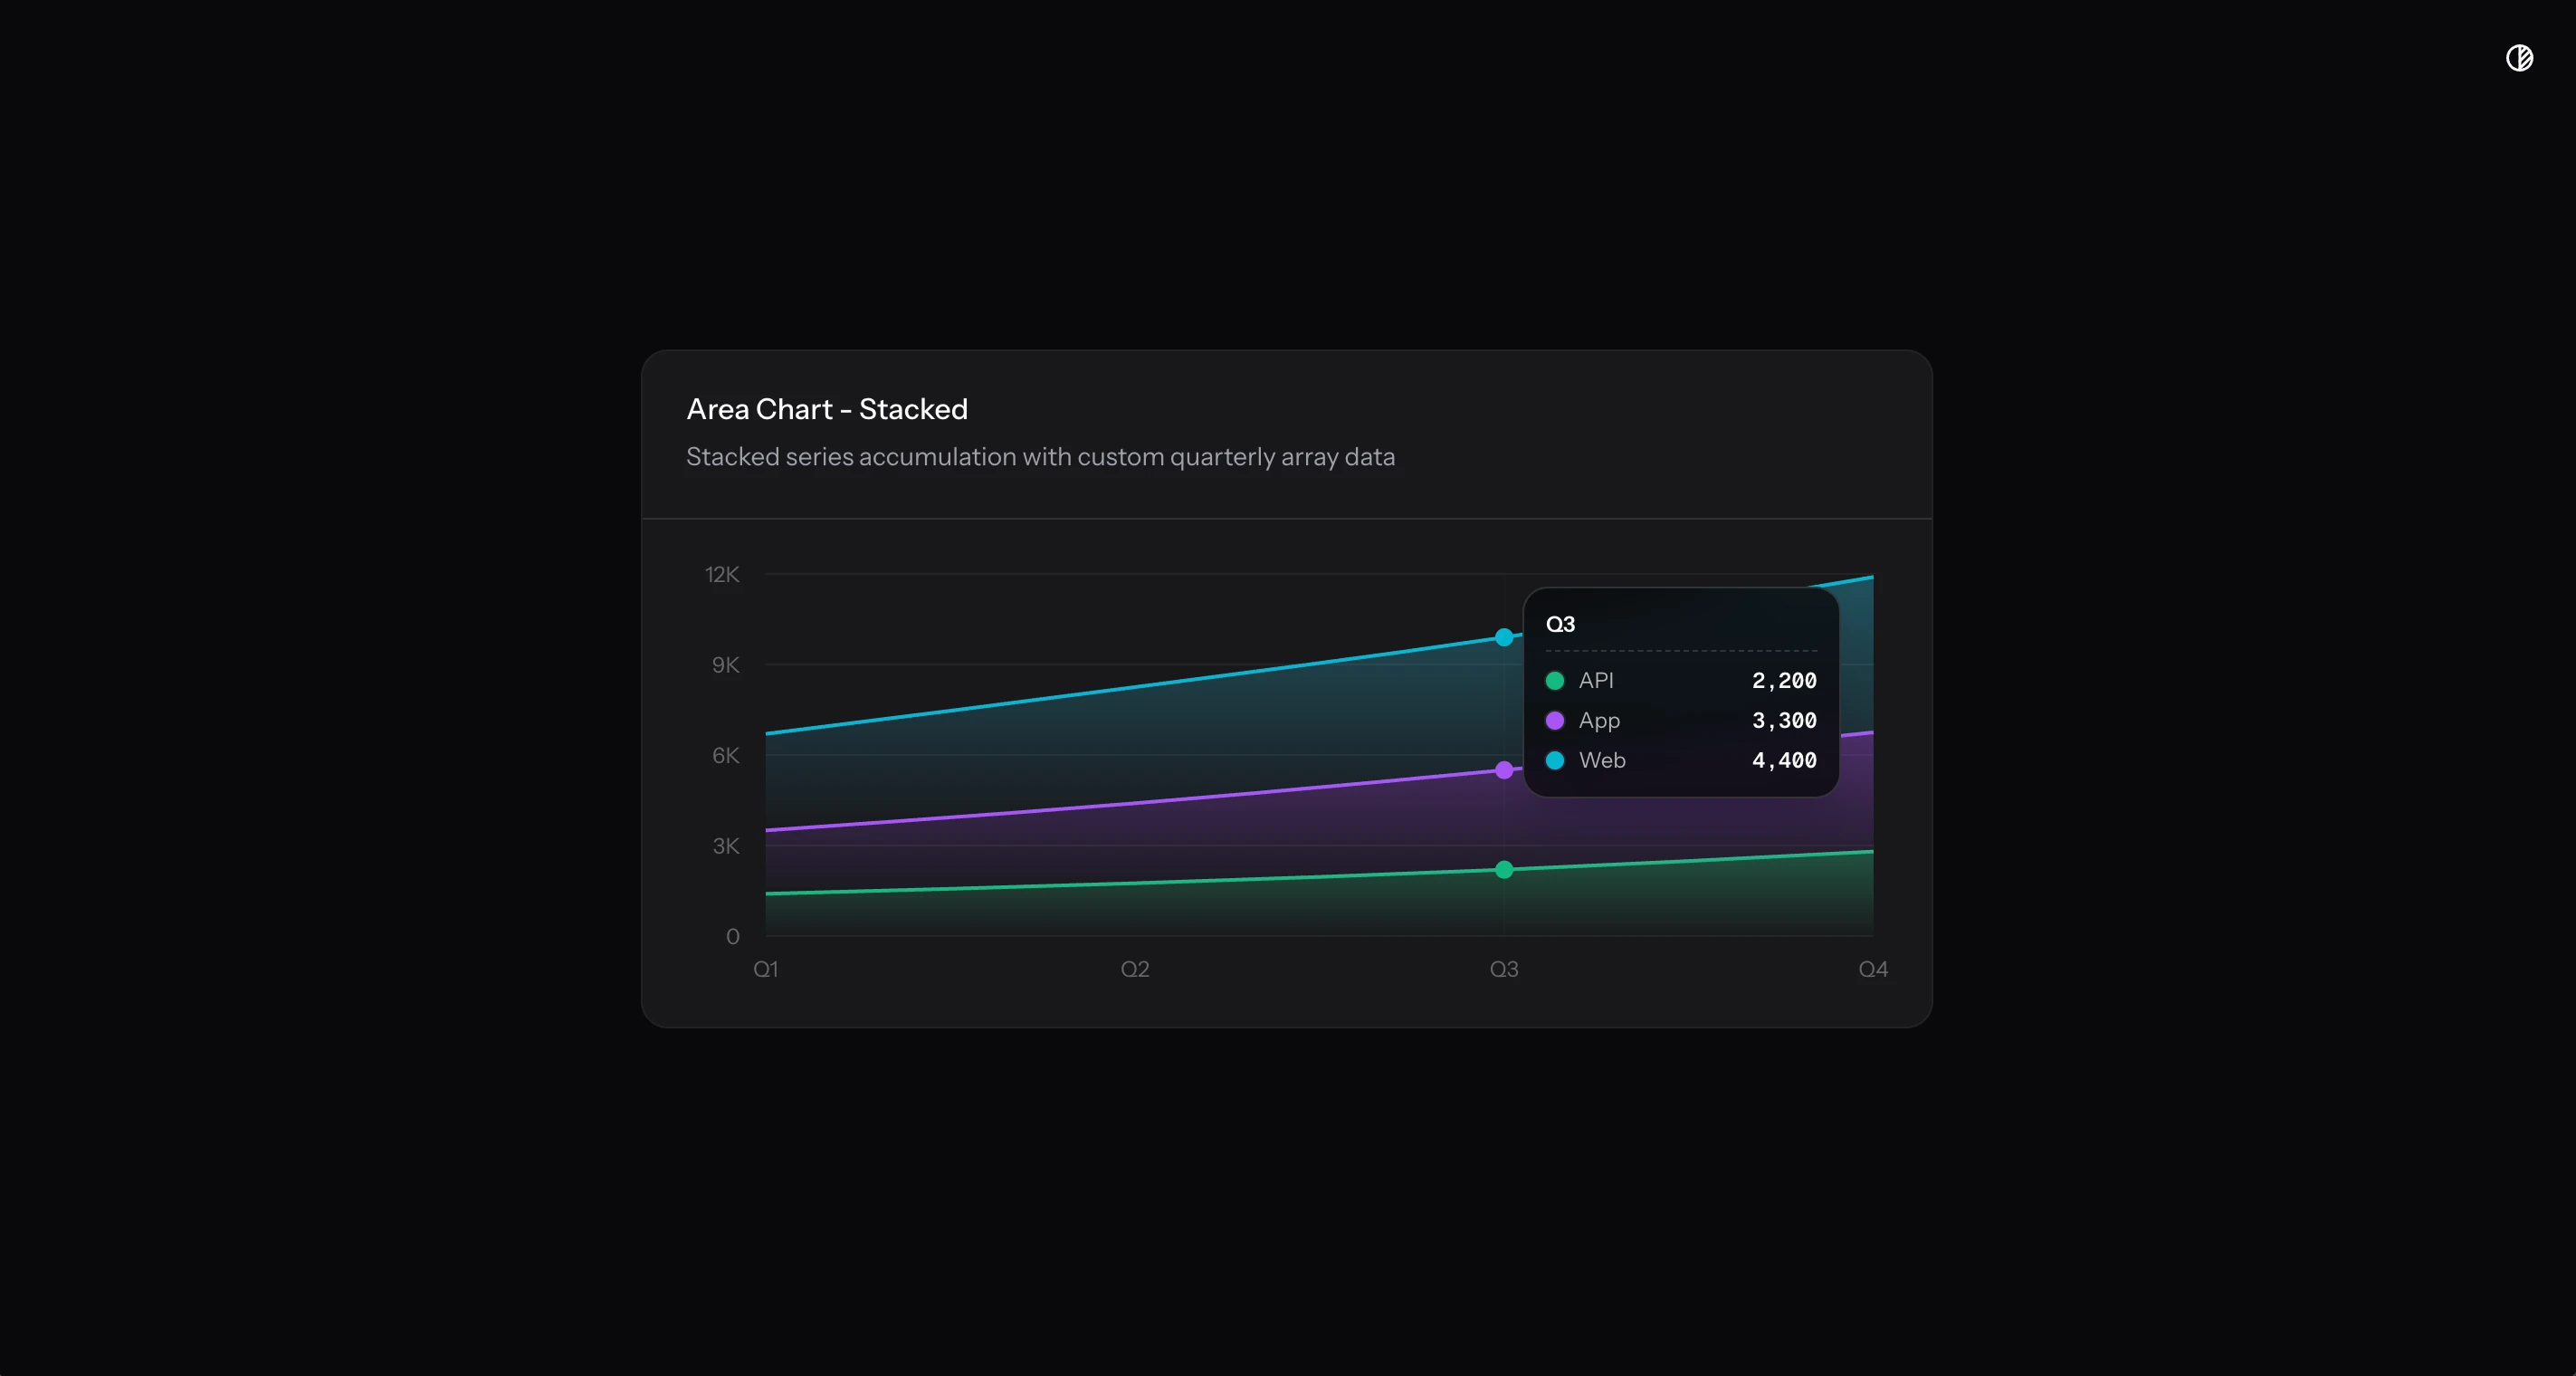 Area Chart - Stacked
Stacked series accumulation with custom quarterly array data
12K
9K
6K
3K
0
Q1
Q2
Q3
Q4
Q3
API 2,200
App 3,300
Web 4,400